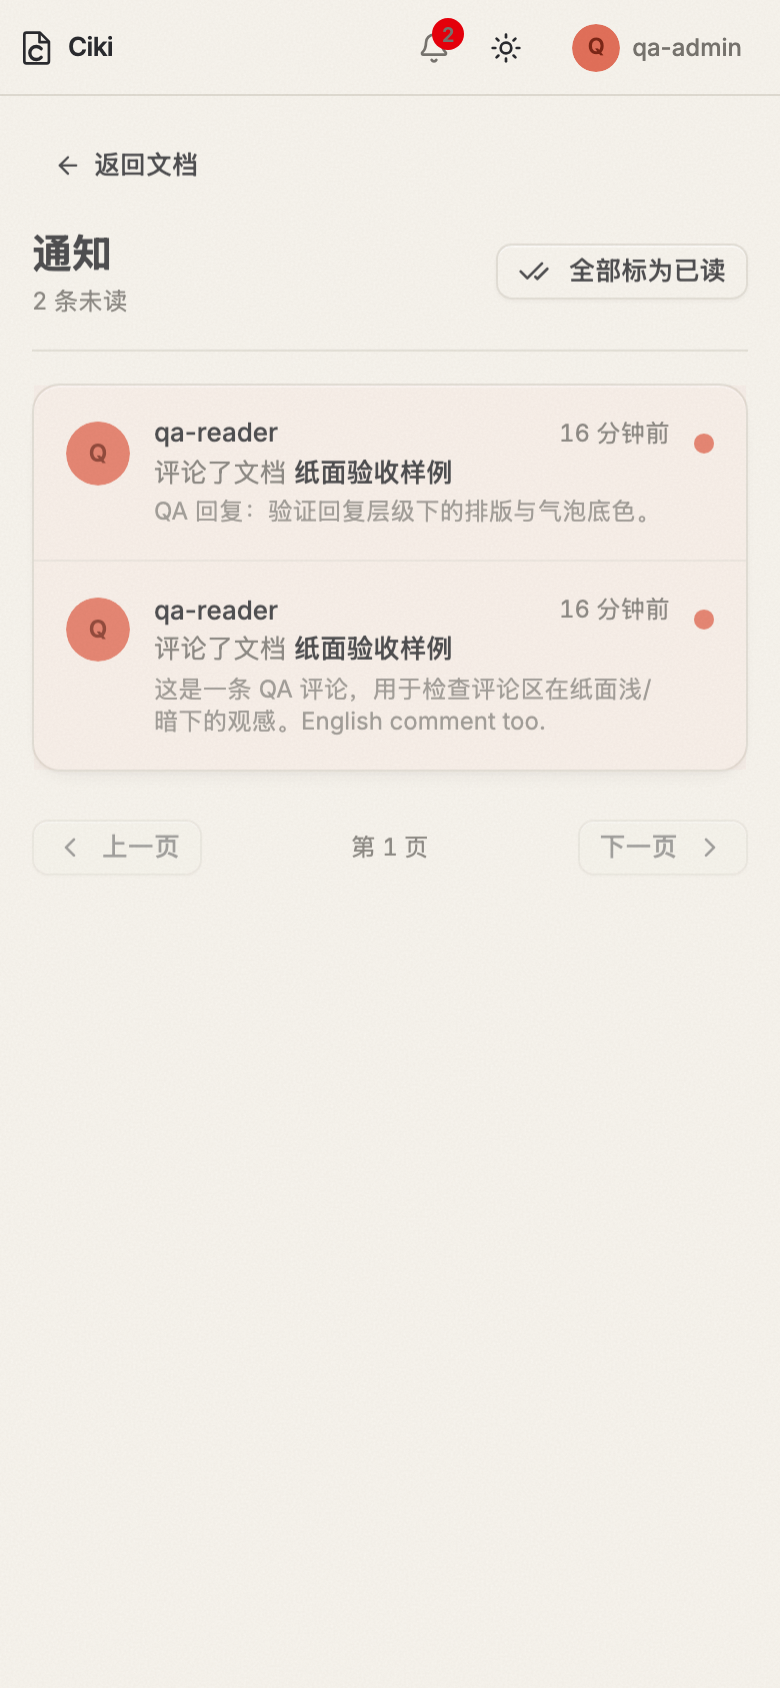 Ciki
2
Q
qa-admin
返回文档
通知
2 条未读
全部标为已读
Q
qa-reader
16 分钟前
评论了文档 纸面验收样例
QA 回复：验证回复层级下的排版与气泡底色。
Q
qa-reader
16 分钟前
评论了文档 纸面验收样例
这是一条 QA 评论，用于检查评论区在纸面浅/
暗下的观感。English comment too.
上一页
第 1 页
下一页